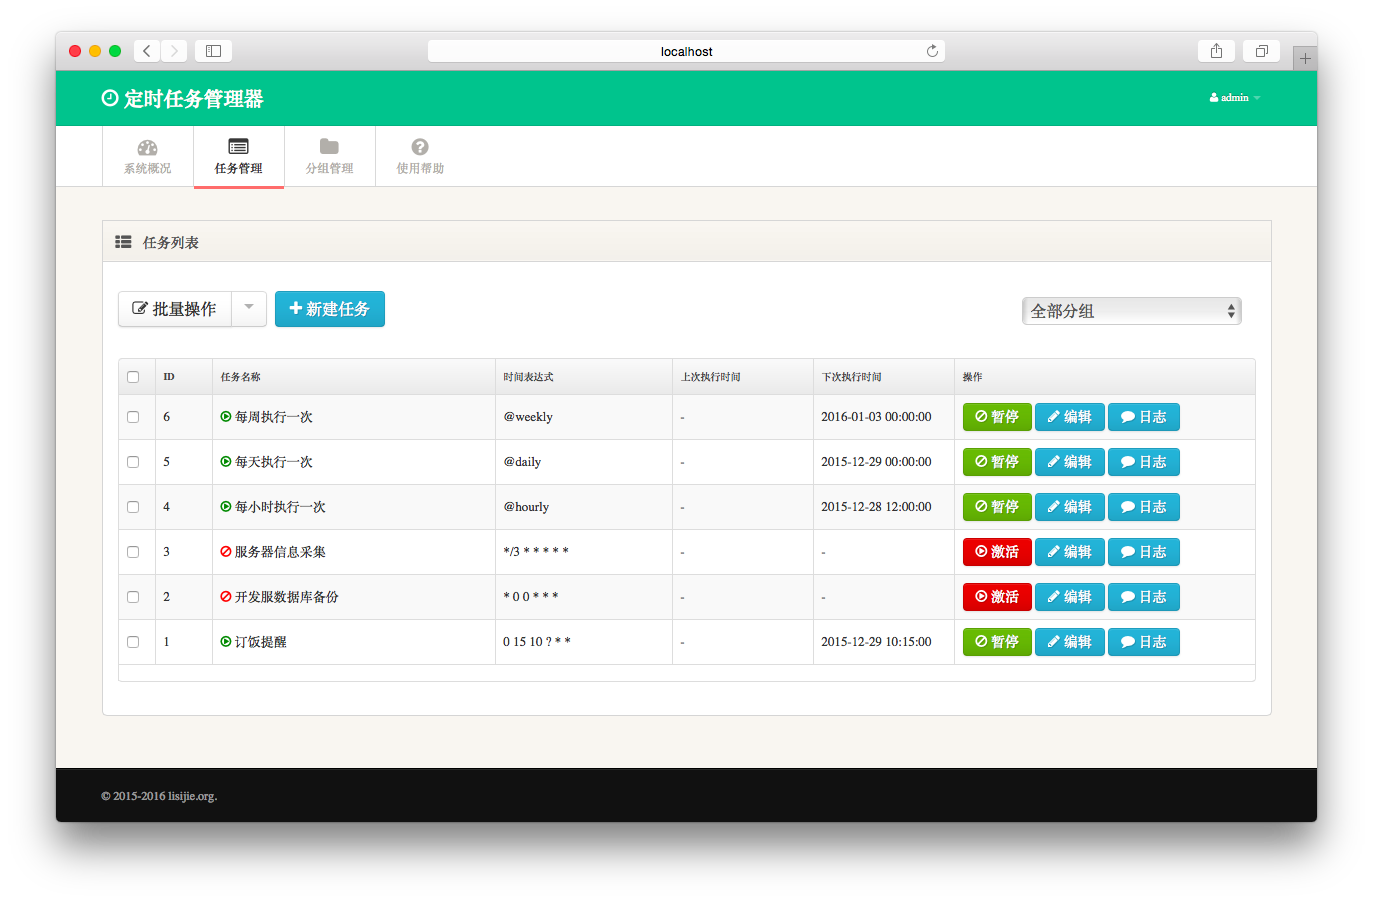 localhost
定时任务管理器
admin
系统概况 任务管理 分组管理 使用帮助
任务列表
批量操作 新建任务 全部分组
ID 任务名称 时间表达式 上次执行时间 下次执行时间 操作
6 每周执行一次 @weekly - 2016-01-03 00:00:00 暂停 编辑 日志
5 每天执行一次 @daily - 2015-12-29 00:00:00 暂停 编辑 日志
4 每小时执行一次 @hourly - 2015-12-28 12:00:00 暂停 编辑 日志
3 服务器信息采集 */3 * * * * * - - 激活 编辑 日志
2 开发服数据库备份 * 0 0 * * * - - 激活 编辑 日志
1 订饭提醒 0 15 10 ? * * - 2015-12-29 10:15:00 暂停 编辑 日志
© 2015-2016 lisijie.org.